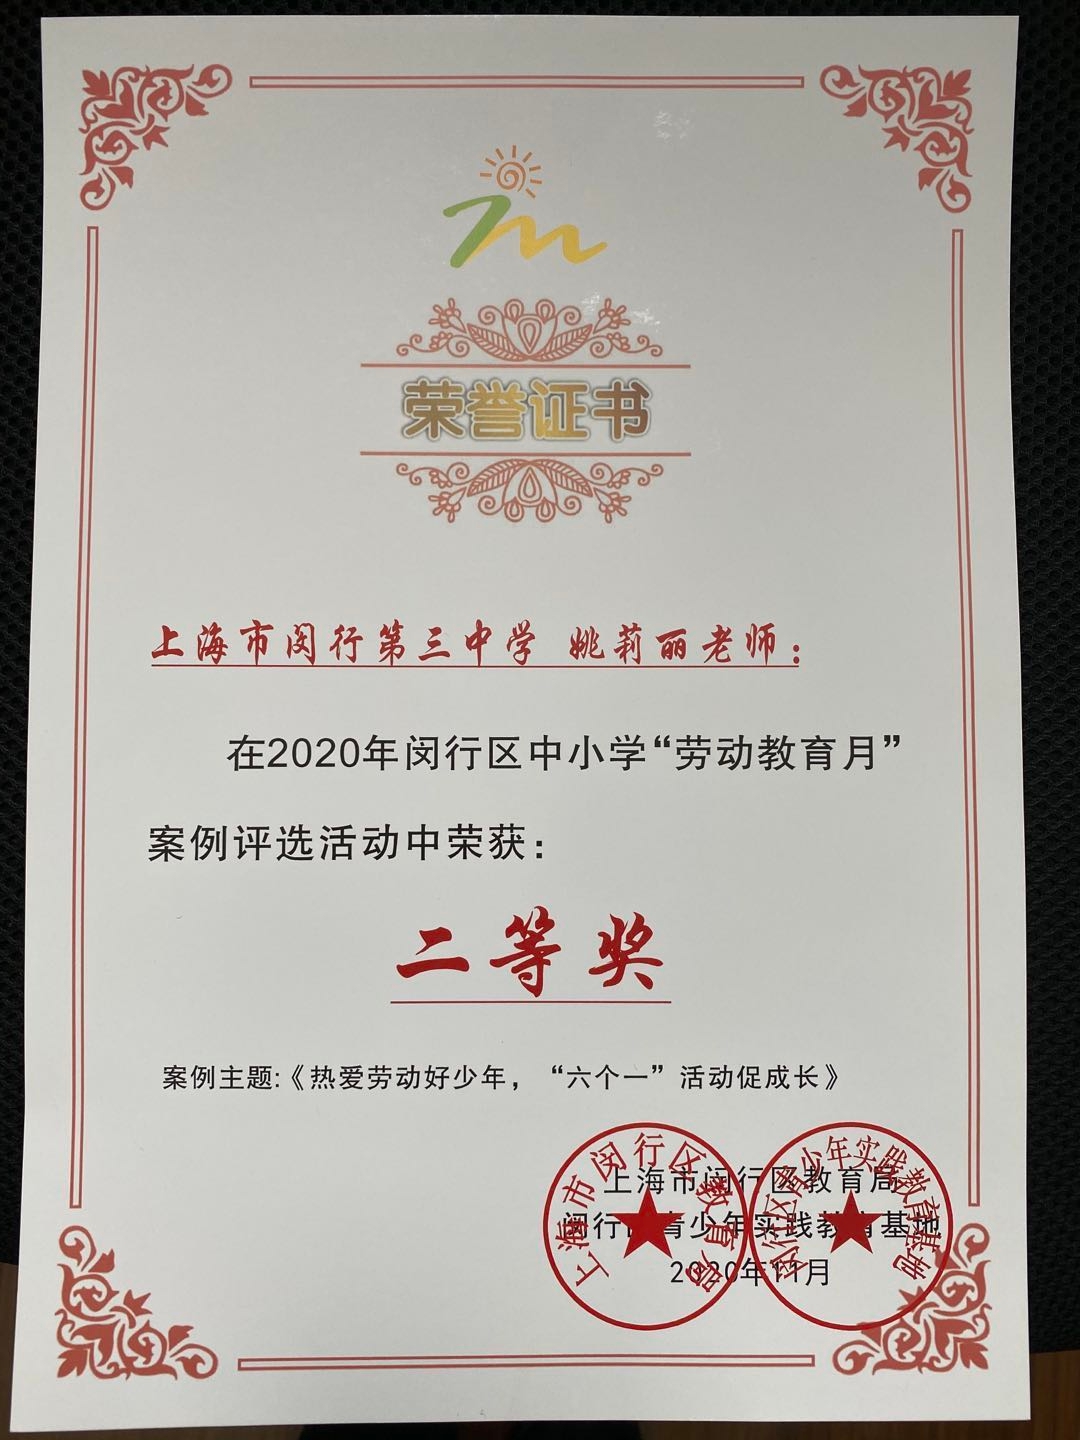 荣誉证书
上海市闵行第三中学 姚莉丽老师：
在2020年闵行区中小学“劳动教育月”
案例评选活动中荣获：
二等奖
案例主题:《热爱劳动好少年，“六个一”活动促成长》
上海市闵行区教育局
闵行区青少年实践教育基地
2020年11月
上海市闵行区教育局
闵行区青少年实践教育基地